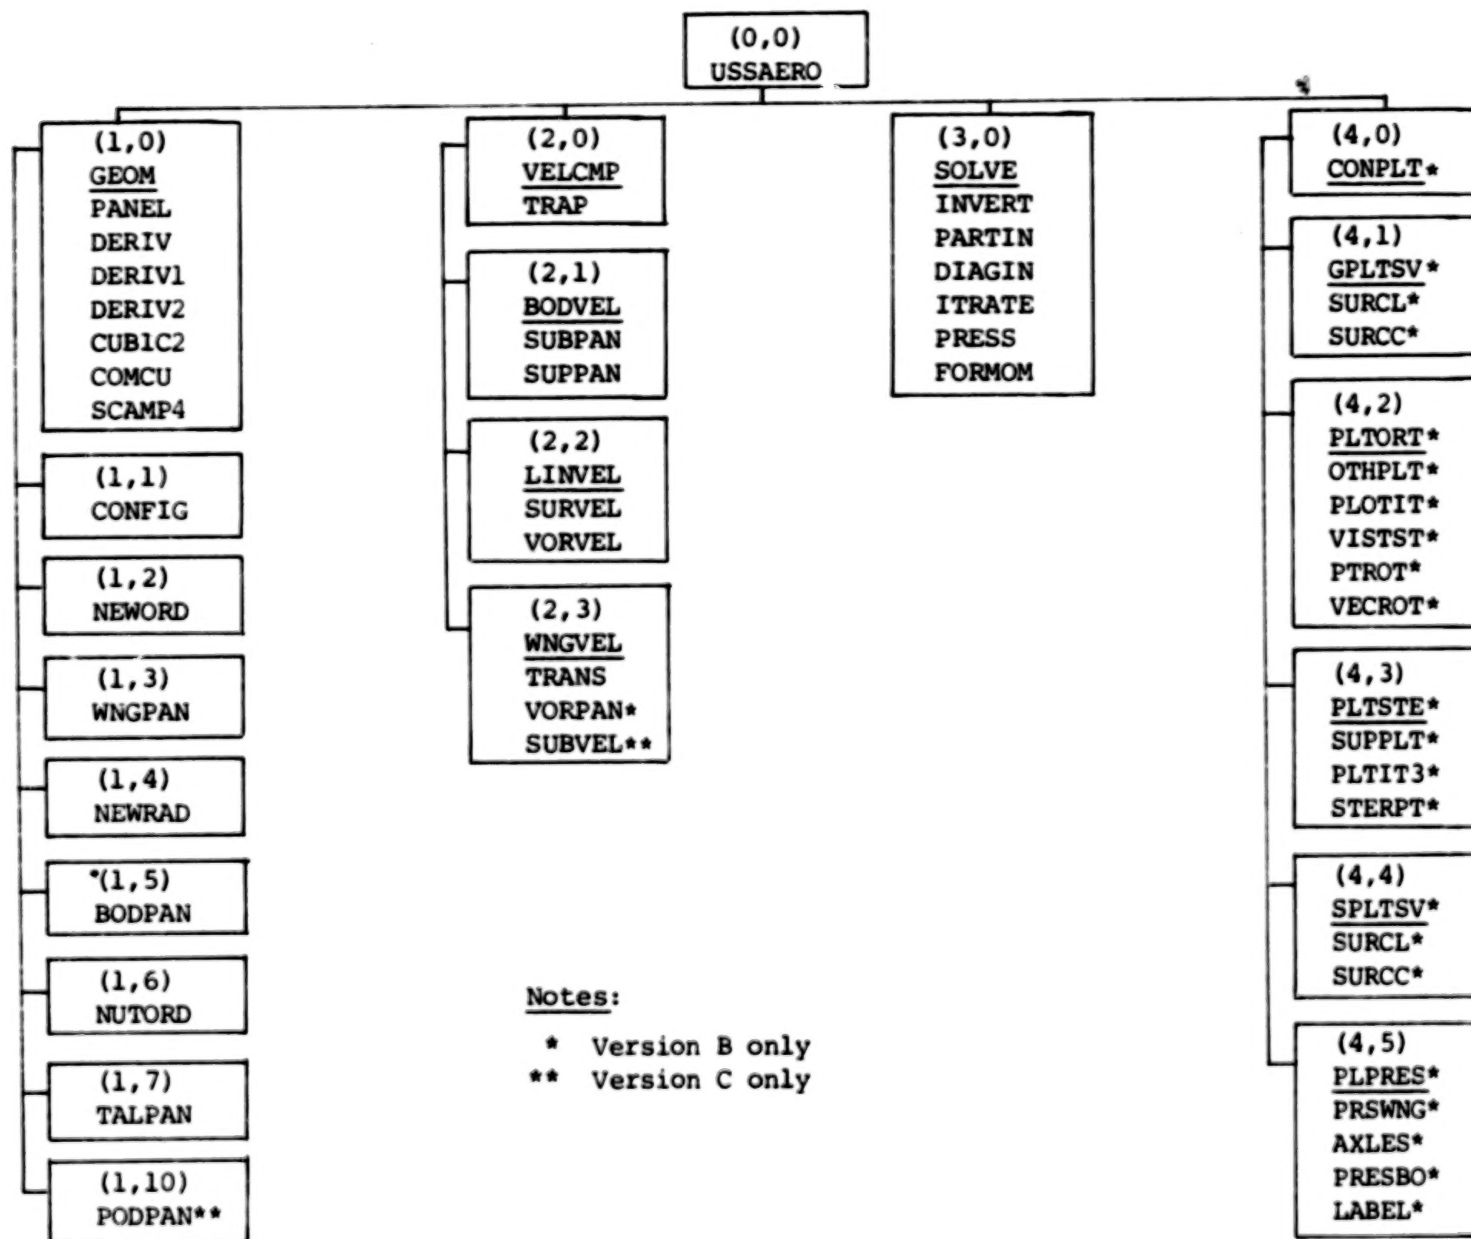 (0,0)
USSAERO
(1,0)
GEOM
PANEL
DERIV
DERIV1
DERIV2
CUBIC2
COMCU
SCAMP4
(1,1)
CONFIG
(1,2)
NEWORD
(1,3)
WNGPAN
(1,4)
NEWRAD
(1,5)
BODPAN
(1,6)
NUTORD
(1,7)
TALPAN
(1,10)
PODPAN**
(2,0)
VELCMP
TRAP
(2,1)
BODVEL
SUBPAN
SUPPAN
(2,2)
LINVEL
SURVEL
VORVEL
(2,3)
WNGVEL
TRANS
VORPAN*
SUBVEL**
(3,0)
SOLVE
INVERT
PARTIN
DIAGIN
ITRATE
PRESS
FORMOM
(4,0)
CONPLT*
(4,1)
GPLTSV*
SURCL*
SURCC*
(4,2)
PLTORT*
OTHPLT*
PLOTIT*
VISTST*
PTROT*
VECROT*
(4,3)
PLTSTE*
SUPPLT*
PLTIT3*
STERPT*
(4,4)
SPLTSV*
SURCL*
SURCC*
(4,5)
PLPRES*
PRSWNG*
AXLES*
PRESBO*
LABEL*
Notes:
* Version B only
** Version C only